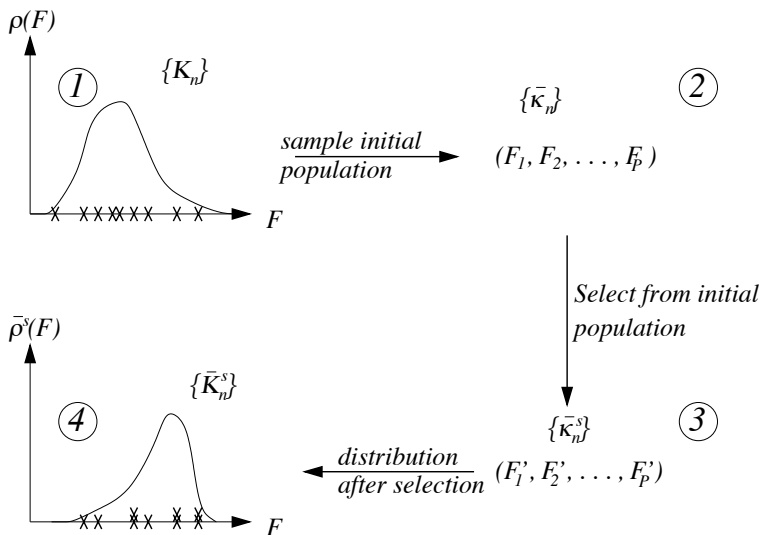 ρ(F)
1
{K_n}
F
sample initial
population
{κ̄_n}
2
(F_1, F_2, . . . , F_P)
Select from initial
population
3
{κ̄_n^s}
(F_1', F_2', . . . , F_P')
distribution
after selection
ρ̄^s(F)
4
{K̄_n^s}
F